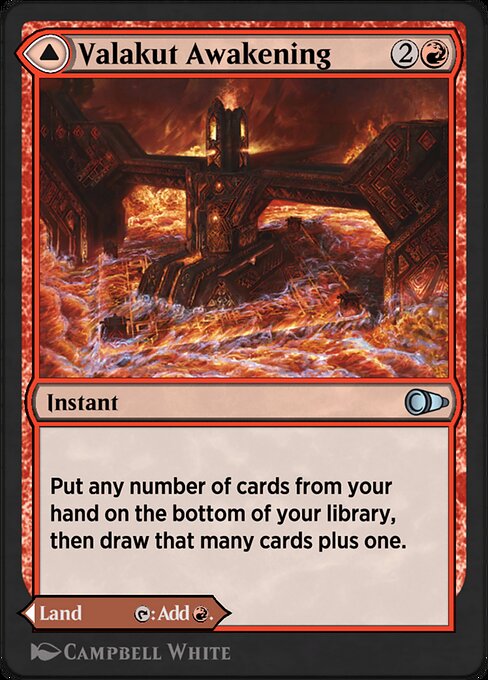 Valakut Awakening 2
Instant
Put any number of cards from your
hand on the bottom of your library,
then draw that many cards plus one.
Land : Add .
CAMPBELL WHITE